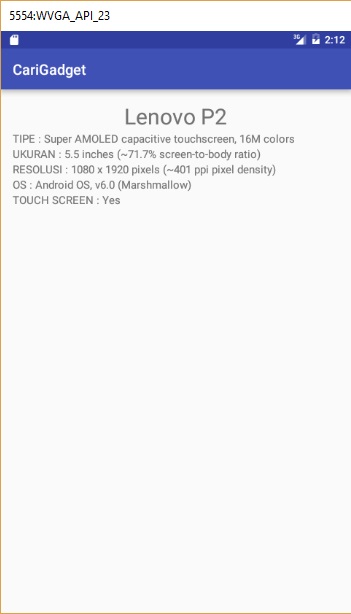 5554:WVGA_API_23
3G 2:12
CariGadget
Lenovo P2
TIPE : Super AMOLED capacitive touchscreen, 16M colors
UKURAN : 5.5 inches (~71.7% screen-to-body ratio)
RESOLUSI : 1080 x 1920 pixels (~401 ppi pixel density)
OS : Android OS, v6.0 (Marshmallow)
TOUCH SCREEN : Yes